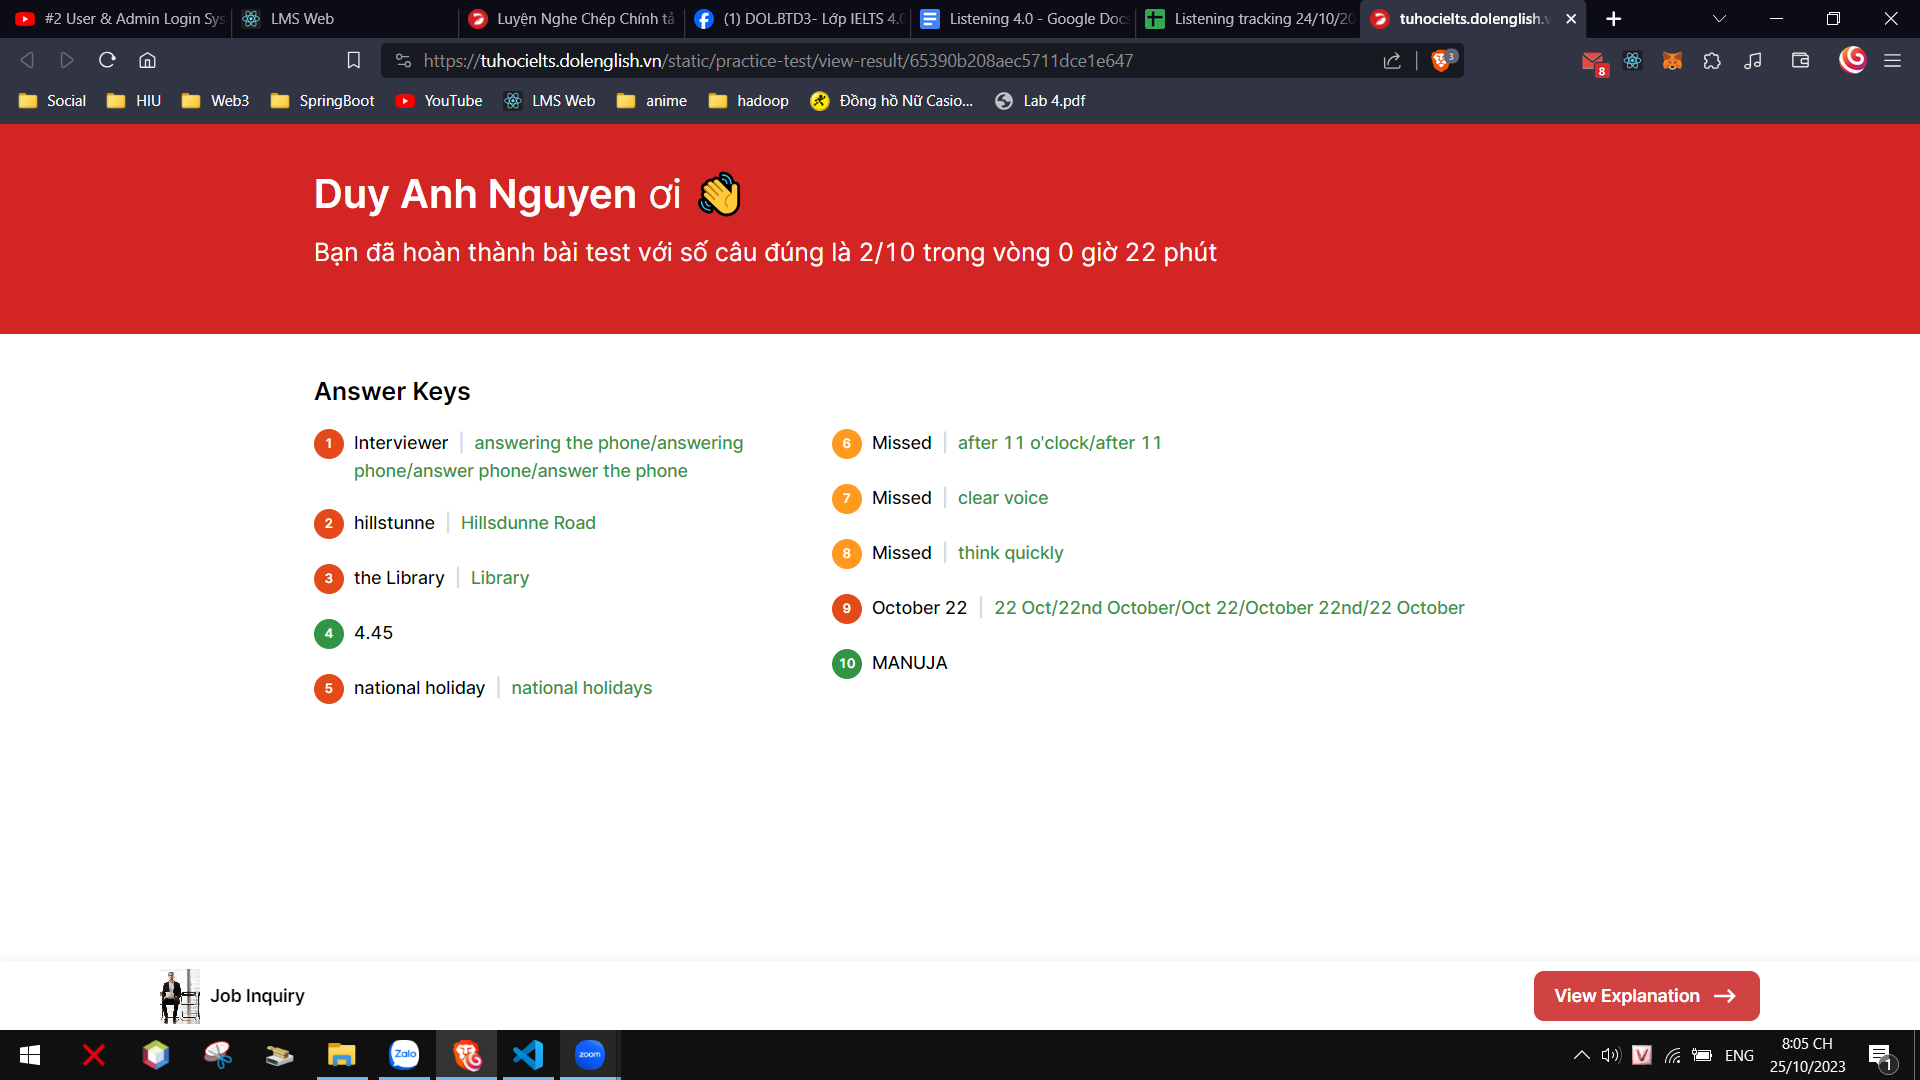 #2 User & Admin Login Sys
LMS Web
Luyện Nghe Chép Chính tả
(1) DOL.BTD3- Lớp IELTS 4.0
Listening 4.0 - Google Docs
Listening tracking 24/10/20
tuhocielts.dolenglish.v
https://tuhocielts.dolenglish.vn/static/practice-test/view-result/65390b208aec5711dce1e647
3
8
Social
HIU
Web3
SpringBoot
YouTube
LMS Web
anime
hadoop
Đồng hồ Nữ Casio...
Lab 4.pdf
Duy Anh Nguyen ơi
Bạn đã hoàn thành bài test với số câu đúng là 2/10 trong vòng 0 giờ 22 phút
Answer Keys
1 Interviewer | answering the phone/answering
phone/answer phone/answer the phone
2 hillstunne | Hillsdunne Road
3 the Library | Library
4 4.45
5 national holiday | national holidays
6 Missed | after 11 o'clock/after 11
7 Missed | clear voice
8 Missed | think quickly
9 October 22 | 22 Oct/22nd October/Oct 22/October 22nd/22 October
10 MANUJA
Job Inquiry
View Explanation →
Zalo
zoom
V
ENG
8:05 CH
25/10/2023
1